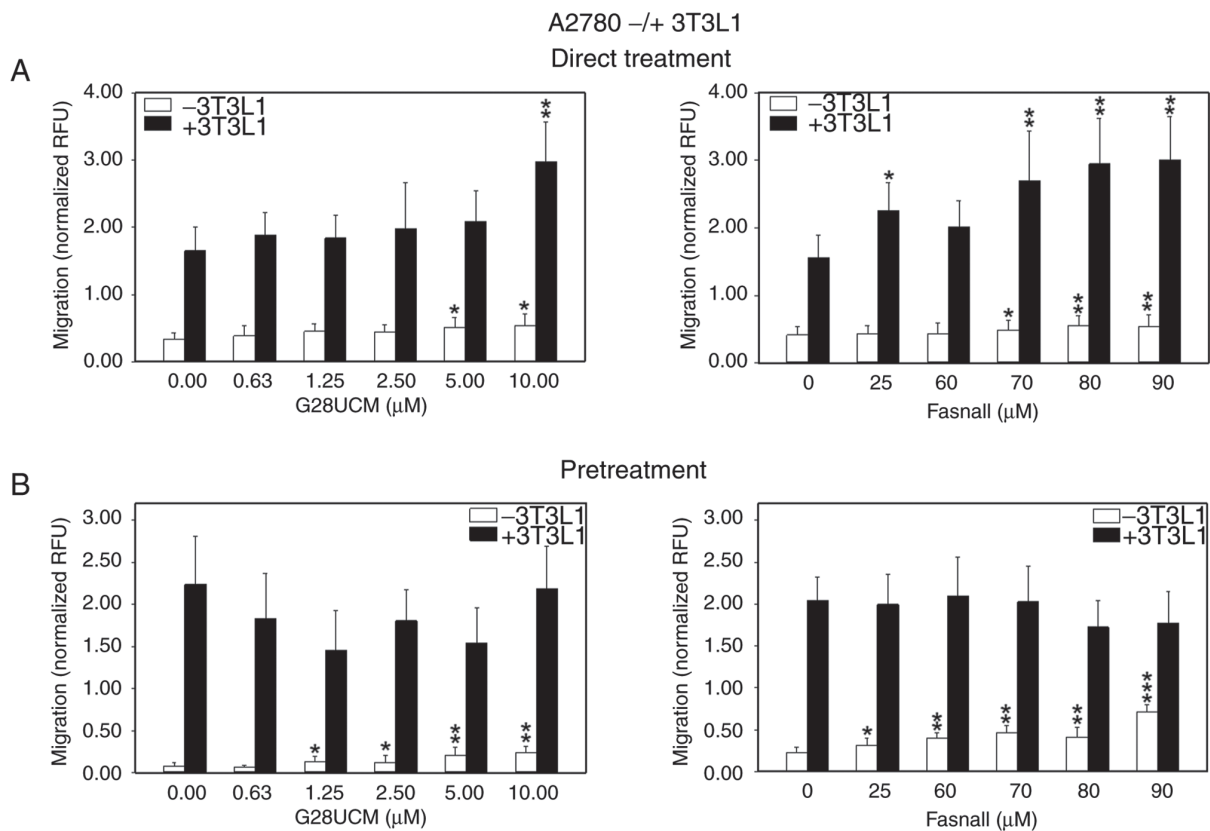 A2780 –/+ 3T3L1
Direct treatment
A
Migration (normalized RFU)
4.00
3.00
2.00
1.00
0.00
–3T3L1
+3T3L1
*
*
**
0.00 0.63 1.25 2.50 5.00 10.00
G28UCM (μM)
Migration (normalized RFU)
4.00
3.00
2.00
1.00
0.00
–3T3L1
+3T3L1
*
*
**
**
**
**
**
0 25 60 70 80 90
Fasnall (μM)
Pretreatment
B
Migration (normalized RFU)
3.00
2.50
2.00
1.50
1.00
0.50
0.00
–3T3L1
+3T3L1
*
*
**
**
0.00 0.63 1.25 2.50 5.00 10.00
G28UCM (μM)
Migration (normalized RFU)
3.00
2.50
2.00
1.50
1.00
0.50
0.00
–3T3L1
+3T3L1
*
**
**
**
***
0 25 60 70 80 90
Fasnall (μM)